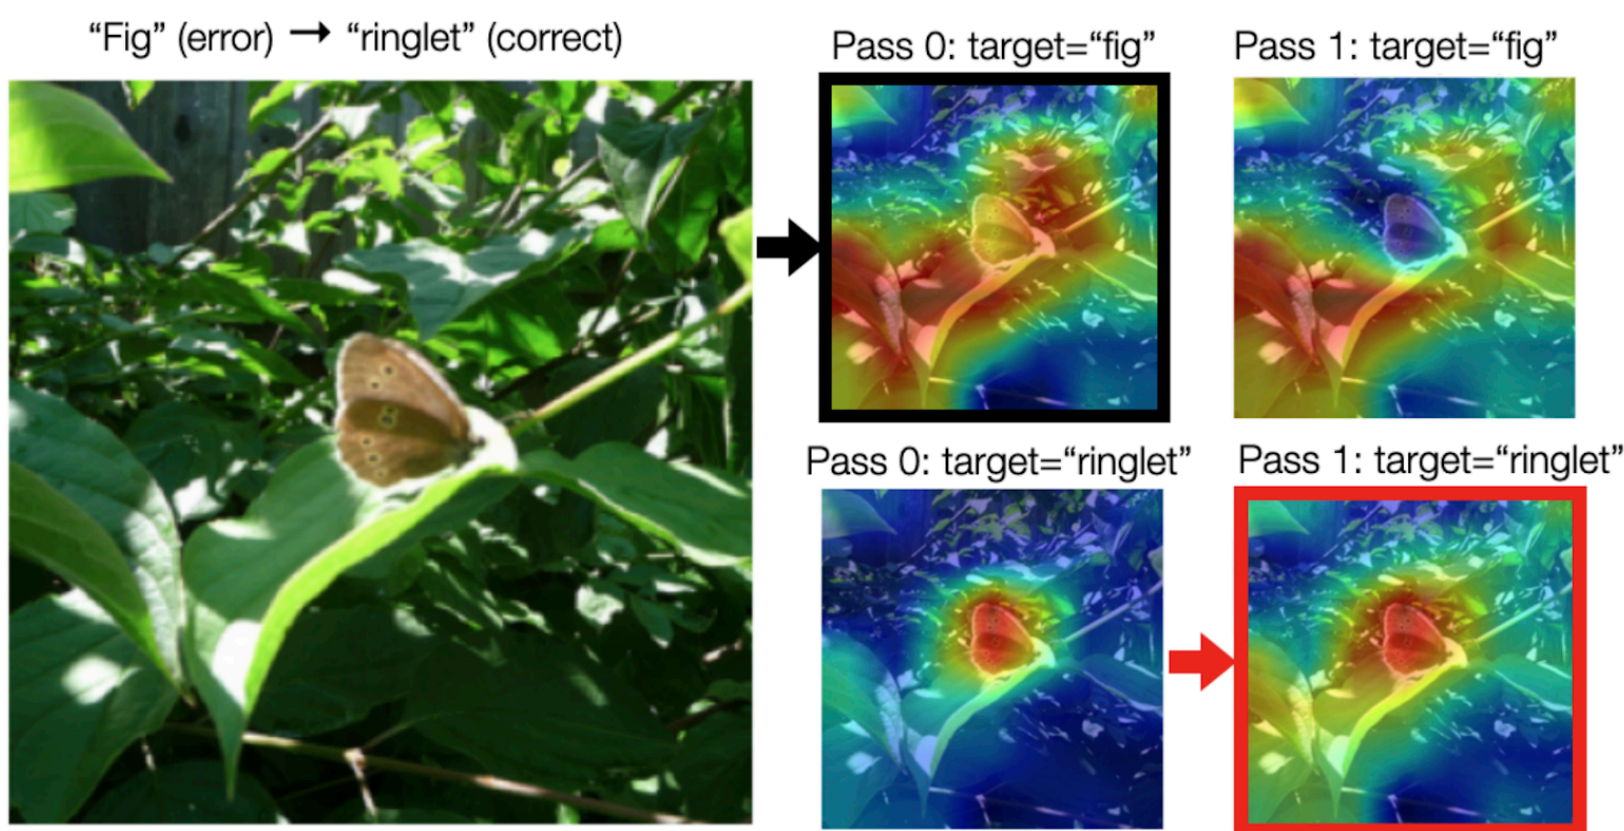 “Fig” (error) → “ringlet” (correct)
Pass 0: target=“fig”
Pass 1: target=“fig”
Pass 0: target=“ringlet”
Pass 1: target=“ringlet”